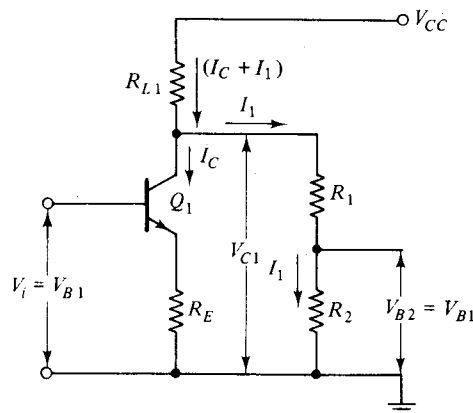 V_CC
(I_C + I_1)
R_L1
I_1
I_C
Q_1
R_1
V_C1
I_1
V_i = V_B1
R_E
R_2
V_B2 = V_B1